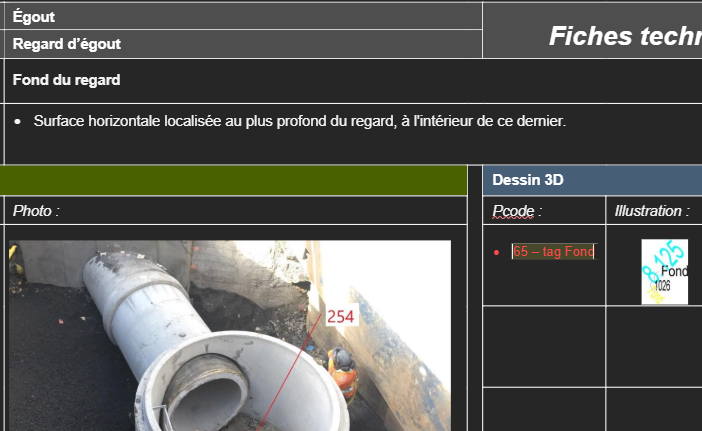 Égout
Regard d'égout
Fiches techn
Fond du regard
• Surface horizontale localisée au plus profond du regard, à l'intérieur de ce dernier.
Dessin 3D
Photo :
Pcode :
Illustration :
• 65 – tag Fond
8,125
Fond
1026
254